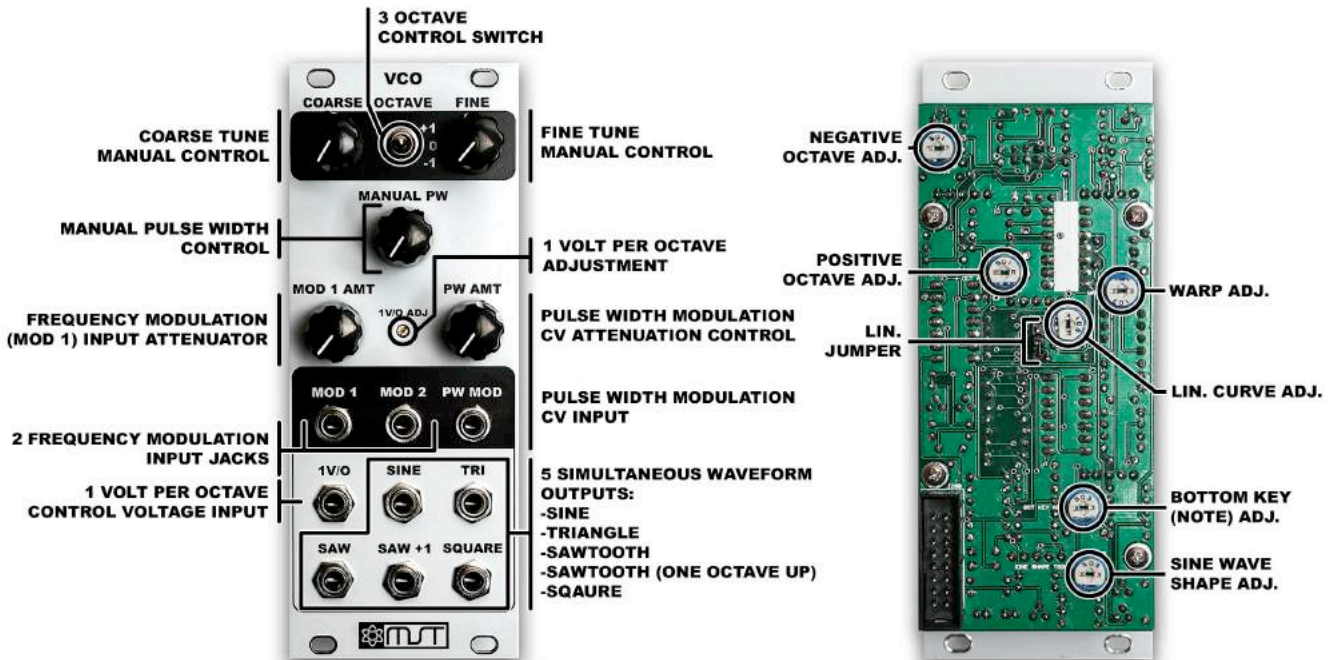 3 OCTAVE
CONTROL SWITCH
VCO
COARSE OCTAVE FINE
+1
0
-1
COARSE TUNE
MANUAL CONTROL
FINE TUNE
MANUAL CONTROL
MANUAL PW
MANUAL PULSE WIDTH
CONTROL
1 VOLT PER OCTAVE
ADJUSTMENT
MOD 1 AMT
PW AMT
1V/O ADJ
FREQUENCY MODULATION
(MOD 1) INPUT ATTENUATOR
PULSE WIDTH MODULATION
CV ATTENUATION CONTROL
MOD 1 MOD 2 PW MOD
PULSE WIDTH MODULATION
CV INPUT
2 FREQUENCY MODULATION
INPUT JACKS
1V/O SINE TRI
1 VOLT PER OCTAVE
CONTROL VOLTAGE INPUT
SAW SAW +1 SQUARE
5 SIMULTANEOUS WAVEFORM
OUTPUTS:
-SINE
-TRIANGLE
-SAWTOOTH
-SAWTOOTH (ONE OCTAVE UP)
-SQAURE
MST
NEGATIVE
OCTAVE ADJ.
POSITIVE
OCTAVE ADJ.
WARP ADJ.
LIN.
JUMPER
LIN. CURVE ADJ.
BOT KEY
BOTTOM KEY
(NOTE) ADJ.
SINE SHAPE
SINE WAVE
SHAPE ADJ.